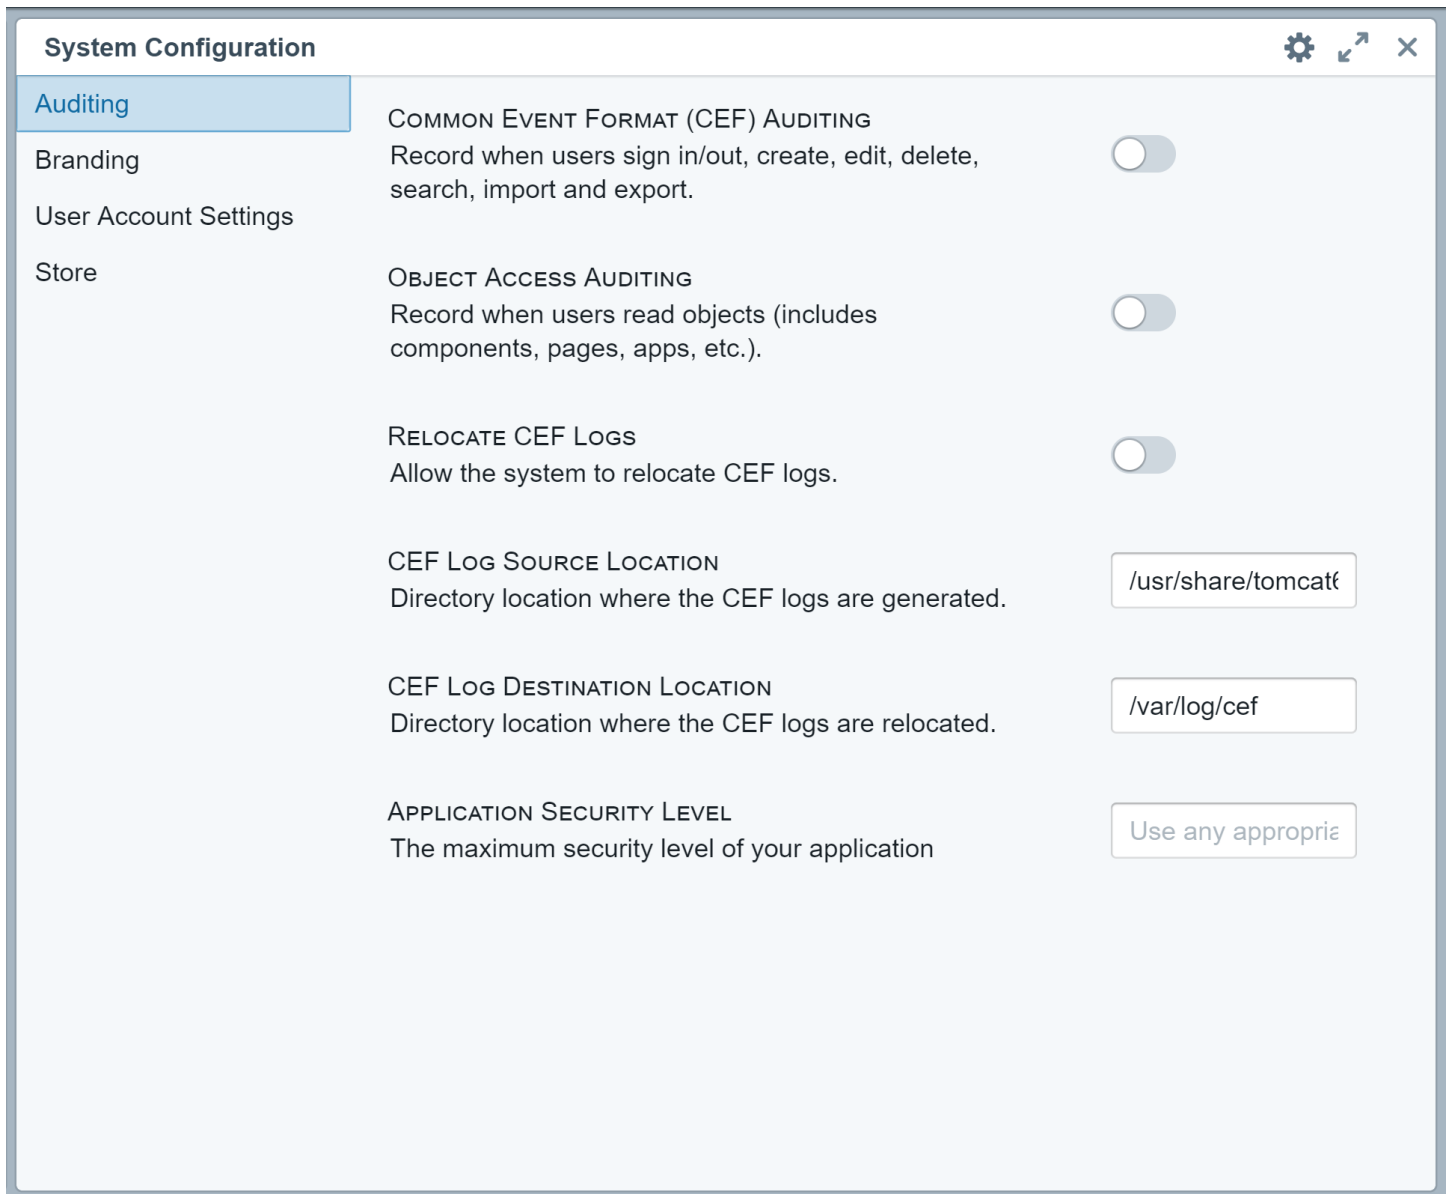 System Configuration
Auditing
Branding
User Account Settings
Store
Common Event Format (CEF) Auditing
Record when users sign in/out, create, edit, delete,
search, import and export.
Object Access Auditing
Record when users read objects (includes
components, pages, apps, etc.).
Relocate CEF Logs
Allow the system to relocate CEF logs.
CEF Log Source Location
Directory location where the CEF logs are generated.
/usr/share/tomcat6
CEF Log Destination Location
Directory location where the CEF logs are relocated.
/var/log/cef
Application Security Level
The maximum security level of your application
Use any appropria